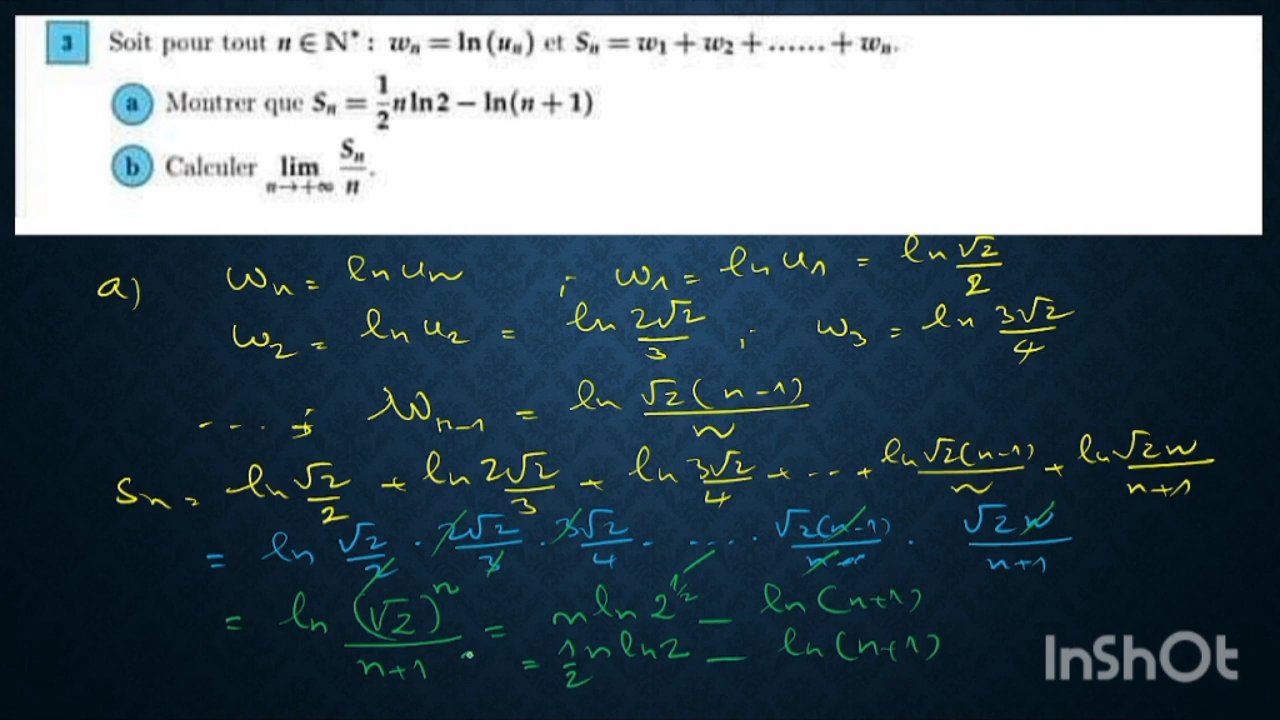 3 Soit pour tout n ∈ ℕ* : wₙ = ln(uₙ) et Sₙ = w₁ + w₂ + ...... + wₙ.
a Montrer que Sₙ = 1/2 n ln 2 − ln(n + 1)
b Calculer lim n→+∞ Sₙ/n.
a) wₙ = ln uₙ ; w₁ = ln u₁ = ln √2/2
w₂ = ln u₂ = ln 2√2/3 ; w₃ = ln 3√2/4
.... ; wₙ₋₁ = ln √2(n-1)/n
Sₙ = ln √2/2 + ln 2√2/3 + ln 3√2/4 + ... + ln √2(n-1)/n + ln √2n/n+1
= ln √2/2 . 2√2/3 . 3√2/4 . ..... √2(n-1)/n . √2n/n+1
= ln (√2)ⁿ/n+1 = n ln 2^1/2 − ln(n+1)
= 1/2 n ln 2 − ln(n+1)
InShOt